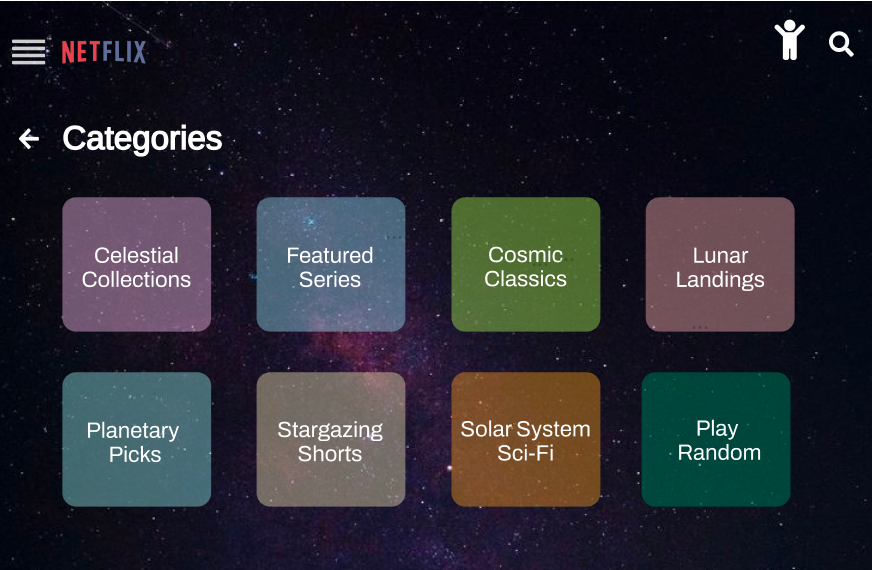 NETFLIX
Categories
Celestial
Collections
Featured
Series
Cosmic
Classics
Lunar
Landings
Planetary
Picks
Stargazing
Shorts
Solar System
Sci-Fi
Play
Random